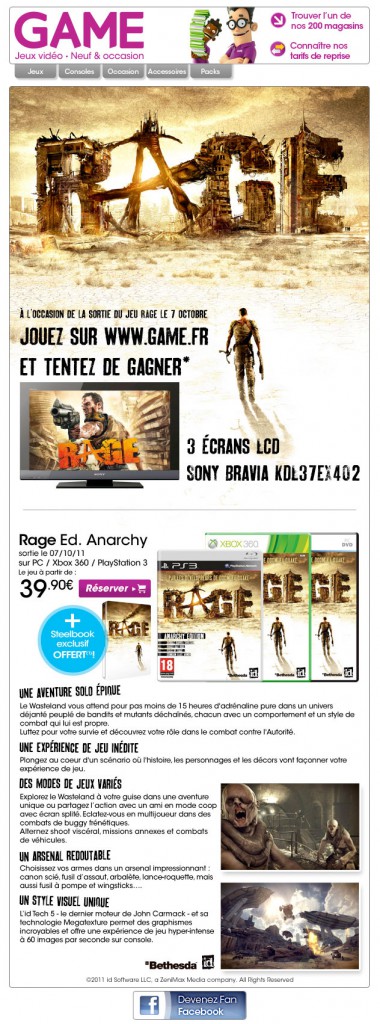 GAME
Jeux vidéo • Neuf & occasion
Trouver l'un de
nos 200 magasins
Connaître nos
tarifs de reprise
Jeux
Consoles
Occasion
Accessoires
Packs
RAGE
À L'OCCASION DE LA SORTIE DU JEU RAGE LE 7 OCTOBRE
JOUEZ SUR WWW.GAME.FR
ET TENTEZ DE GAGNER*
RAGE
3 ÉCRANS LCD
SONY BRAVIA KDL37EX402
Rage Ed. Anarchy
sortie le 07/10/11
sur PC / Xbox 360 / PlayStation 3
Le jeu à partir de :
39.90€
Réserver
+
Steelbook
exclusif
OFFERT(1)!
PS3
XBOX 360
DVD
RAGE
ANARCHY EDITION
18
Bethesda
id
Bethesda
id
UNE AVENTURE SOLO ÉPIQUE
Le Wasteland vous attend pour pas moins de 15 heures d'adrénaline pure dans un univers
déjanté peuplé de bandits et mutants déchaînés, chacun avec un comportement et un style de
combat qui lui est propre.
Luttez pour votre survie et découvrez votre rôle dans le combat contre l'Autorité.
UNE EXPÉRIENCE DE JEU INÉDITE
Plongez au coeur d'un scénario où l'histoire, les personnages et les décors vont façonner votre
expérience de jeu.
DES MODES DE JEUX VARIÉS
Explorez le Wasteland à votre guise dans une aventure
unique ou partagez l'action avec un ami en mode coop
avec écran splité. Eclatez-vous en multijoueur dans des
combats de buggy frénétiques.
Alternez shoot viscéral, missions annexes et combats
de véhicules.
UN ARSENAL REDOUTABLE
Choisissez vos armes dans un arsenal impressionnant :
canon scié, fusil d'assaut, arbalète, lance-roquette, mais
aussi fusil à pompe et wingsticks....
UN STYLE VISUEL UNIQUE
L'id Tech 5 - le dernier moteur de John Carmack - et sa
technologie Megatexture permet des graphismes
incroyables et offre une expérience de jeu hyper-intense
à 60 images par seconde sur console.
Bethesda
id
©2011 id Software LLC, a ZeniMax Media company. All Rights Reserved
Devenez Fan
Facebook